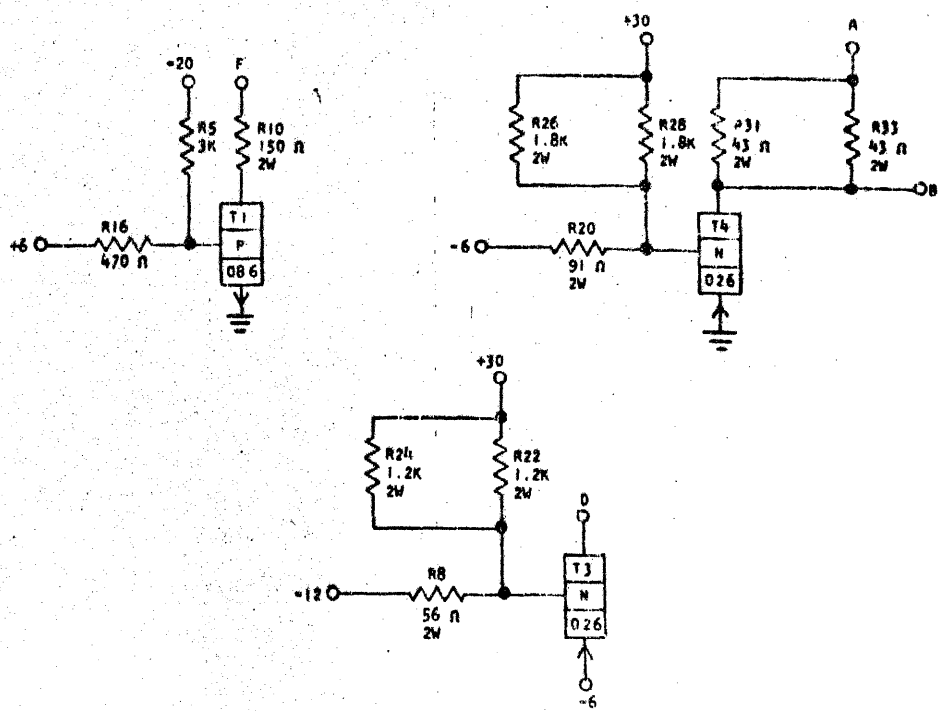 -20
F
R5
3K
R10
150 Ω
2W
+6
R16
470 Ω
T1
P
086
+30
A
R26
1.8K
2W
R28
1.8K
2W
R31
43 Ω
2W
R33
43 Ω
2W
B
-6
R20
91 Ω
2W
T4
N
026
+30
R24
1.2K
2W
R22
1.2K
2W
D
-12
R8
56 Ω
2W
T3
N
026
-6